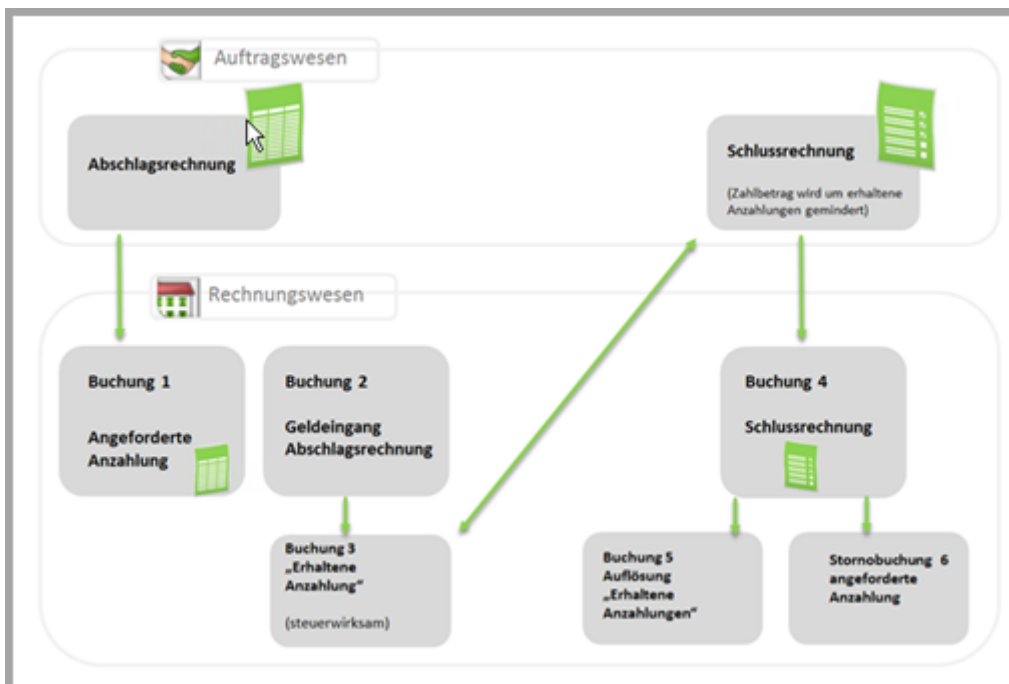 Auftragswesen
Abschlagsrechnung
Schlussrechnung
(Zahlbetrag wird um erhaltene
Anzahlungen gemindert)
Rechnungswesen
Buchung 1
Angeforderte
Anzahlung
Buchung 2
Geldeingang
Abschlagsrechnung
Buchung 4
Schlussrechnung
Buchung 3
„Erhaltene
Anzahlung“
(steuerwirksam)
Buchung 5
Auflösung
„Erhaltene
Anzahlungen“
Stornobuchung 6
angeforderte
Anzahlung